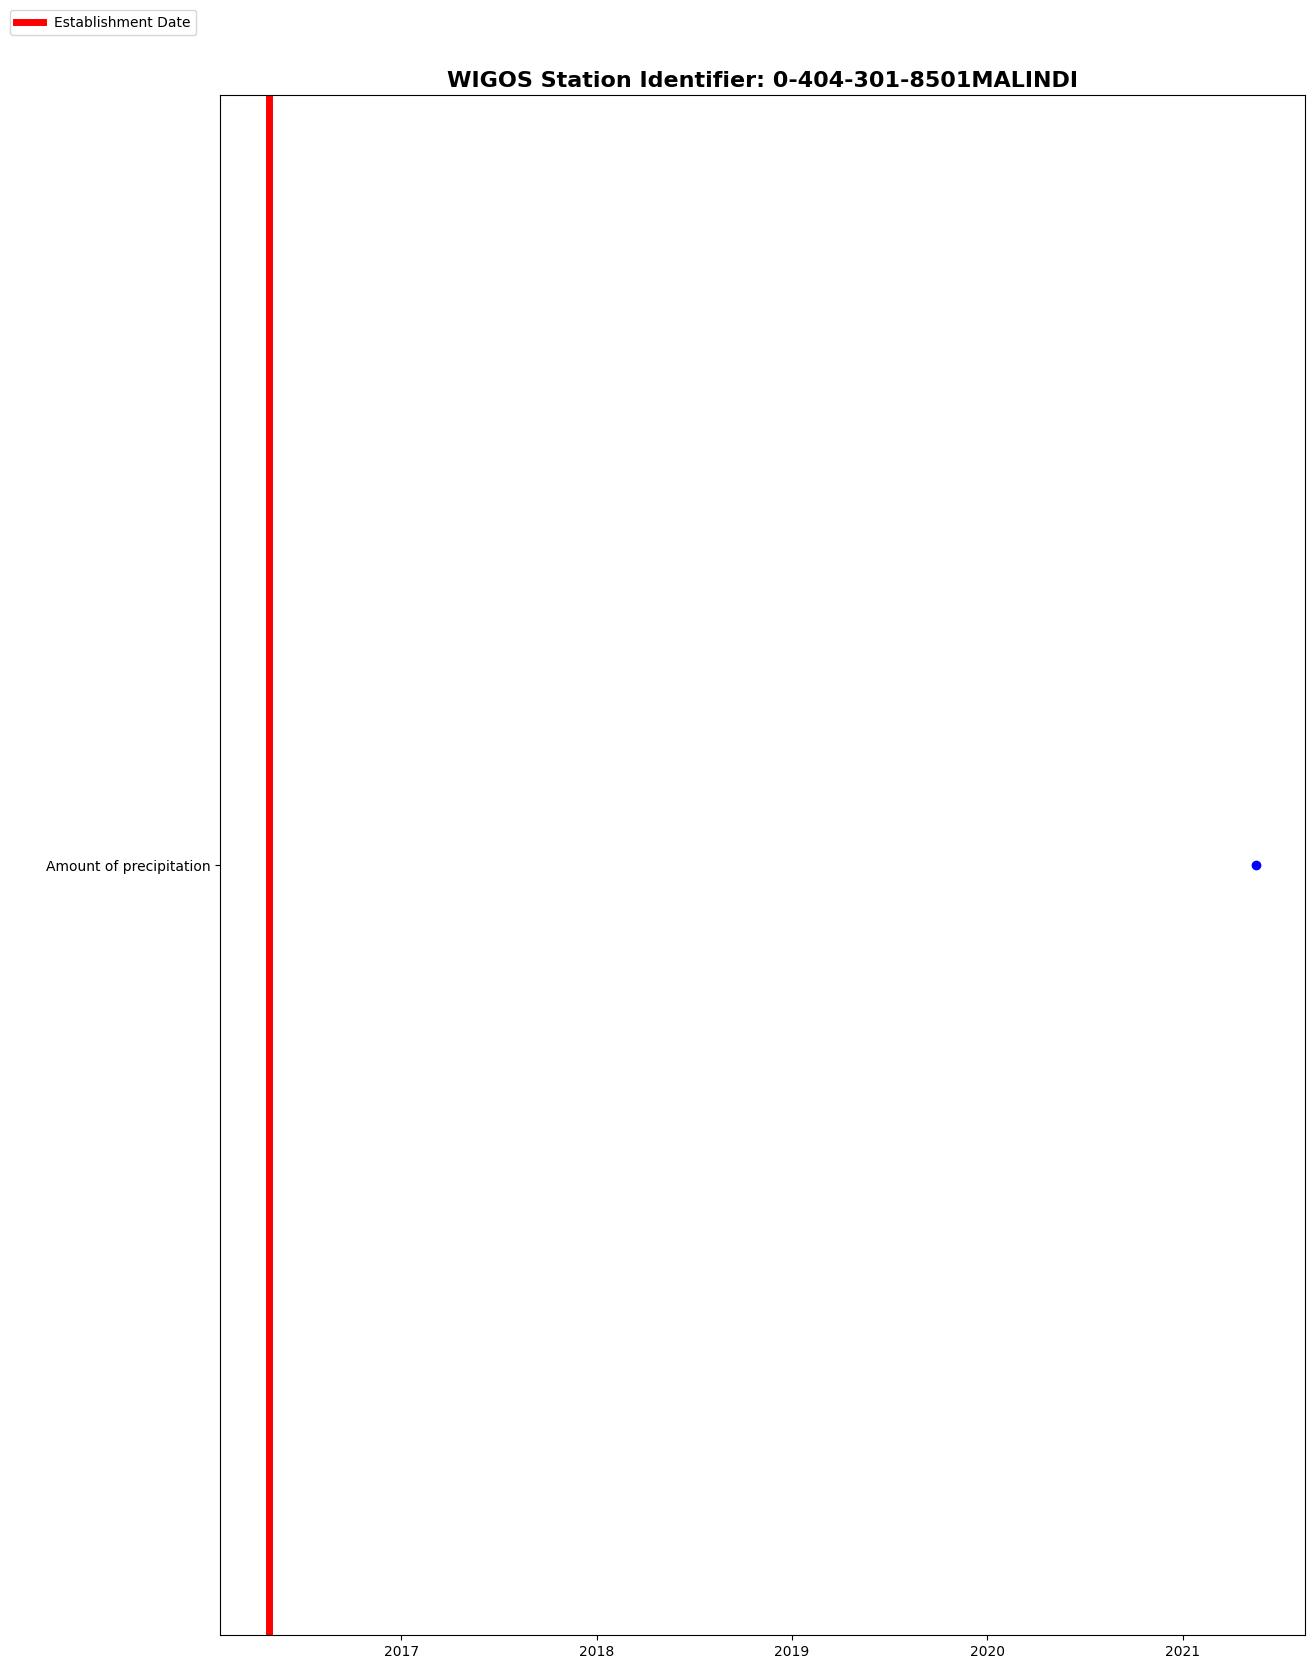 Establishment Date
WIGOS Station Identifier: 0-404-301-8501MALINDI
Amount of precipitation
2017 2018 2019 2020 2021